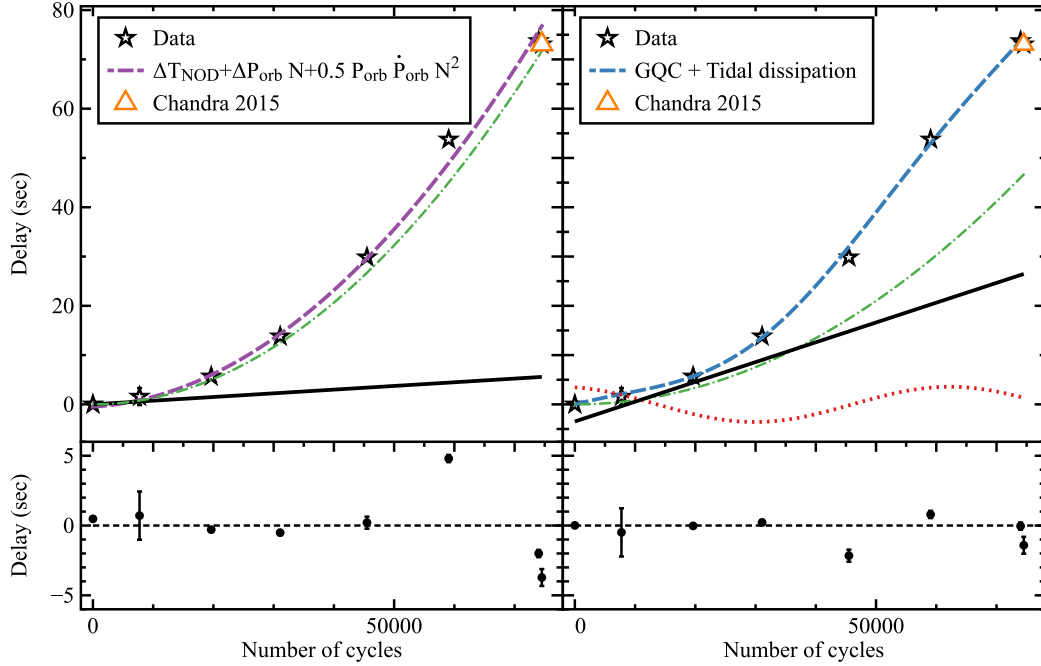 80
60
40
20
0
Delay (sec)
Data
ΔT_NOD+ΔP_orb N+0.5 P_orb Ṗ_orb N²
Chandra 2015
Data
GQC + Tidal dissipation
Chandra 2015
5
0
−5
Delay (sec)
0
50000
Number of cycles
0
50000
Number of cycles